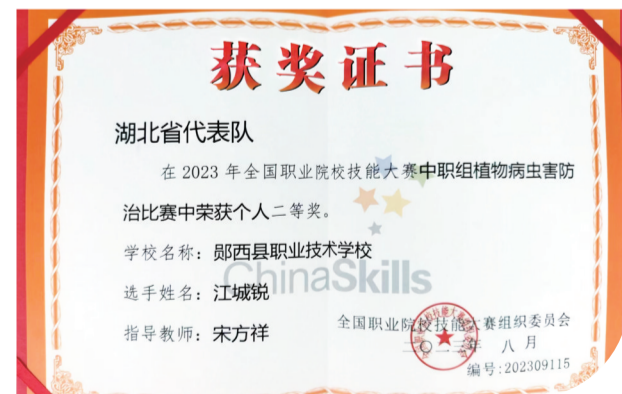 获奖证书
湖北省代表队
在2023年全国职业院校技能大赛中职组植物病虫害防
治比赛中荣获个人二等奖。
学校名称：郧西县职业技术学校
ChinaSkills
选手姓名：江城锐
指导教师：宋方祥
全国职业院校技能大赛组织委员会
二〇二三年 八月
编号:202309115